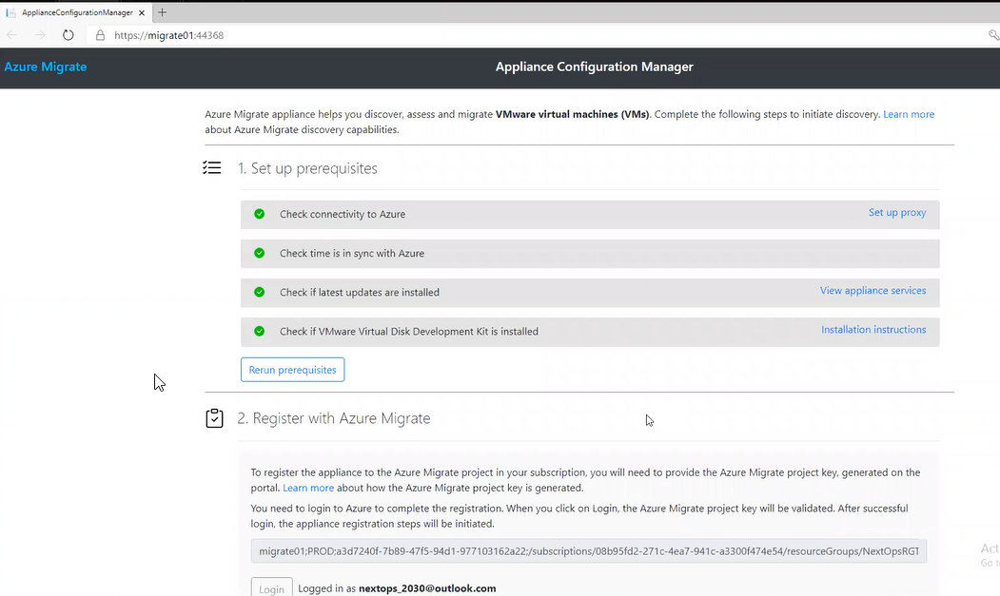 ApplianceConfigurationManager
https://migrate01:44368
Azure Migrate
Appliance Configuration Manager
Azure Migrate appliance helps you discover, assess and migrate VMware virtual machines (VMs). Complete the following steps to initiate discovery. Learn more
about Azure Migrate discovery capabilities.
1. Set up prerequisites
Check connectivity to Azure
Set up proxy
Check time is in sync with Azure
Check if latest updates are installed
View appliance services
Check if VMware Virtual Disk Development Kit is installed
Installation instructions
Rerun prerequisites
2. Register with Azure Migrate
To register the appliance to the Azure Migrate project in your subscription, you will need to provide the Azure Migrate project key, generated on the
portal. Learn more about how the Azure Migrate project key is generated.
You need to login to Azure to complete the registration. When you click on Login, the Azure Migrate project key will be validated. After successful
login, the appliance registration steps will be initiated.
migrate01;PROD:a3d7240f-7b89-47f5-94d1-977103162a22;/subscriptions/08b95fd2-271c-4ea7-941c-a3300f474e54/resourceGroups/NextOpsRGT
Login
Logged in as nextops_2030@outlook.com
Act
Go to